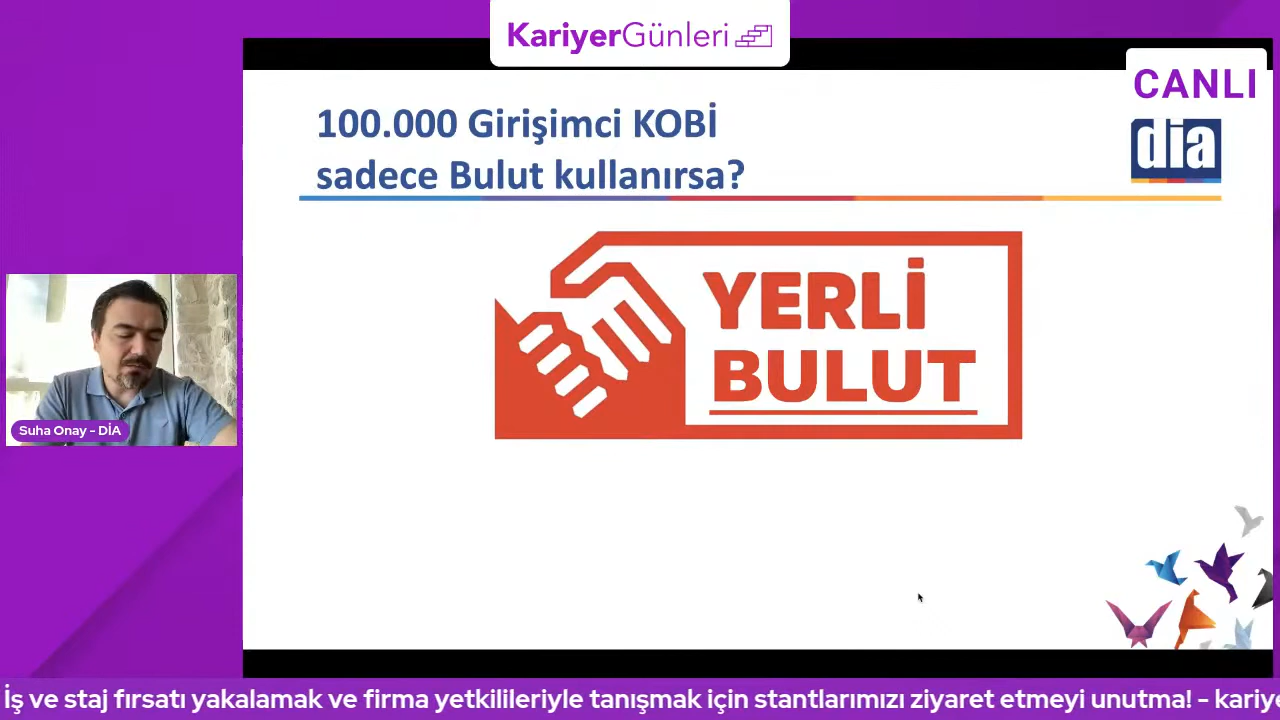 KariyerGünleri
CANLI
100.000 Girişimci KOBİ
sadece Bulut kullanırsa?
dia
YERLİ
BULUT
Suha Onay - DİA
İş ve staj fırsatı yakalamak ve firma yetkilileriyle tanışmak için stantlarımızı ziyaret etmeyi unutma! -